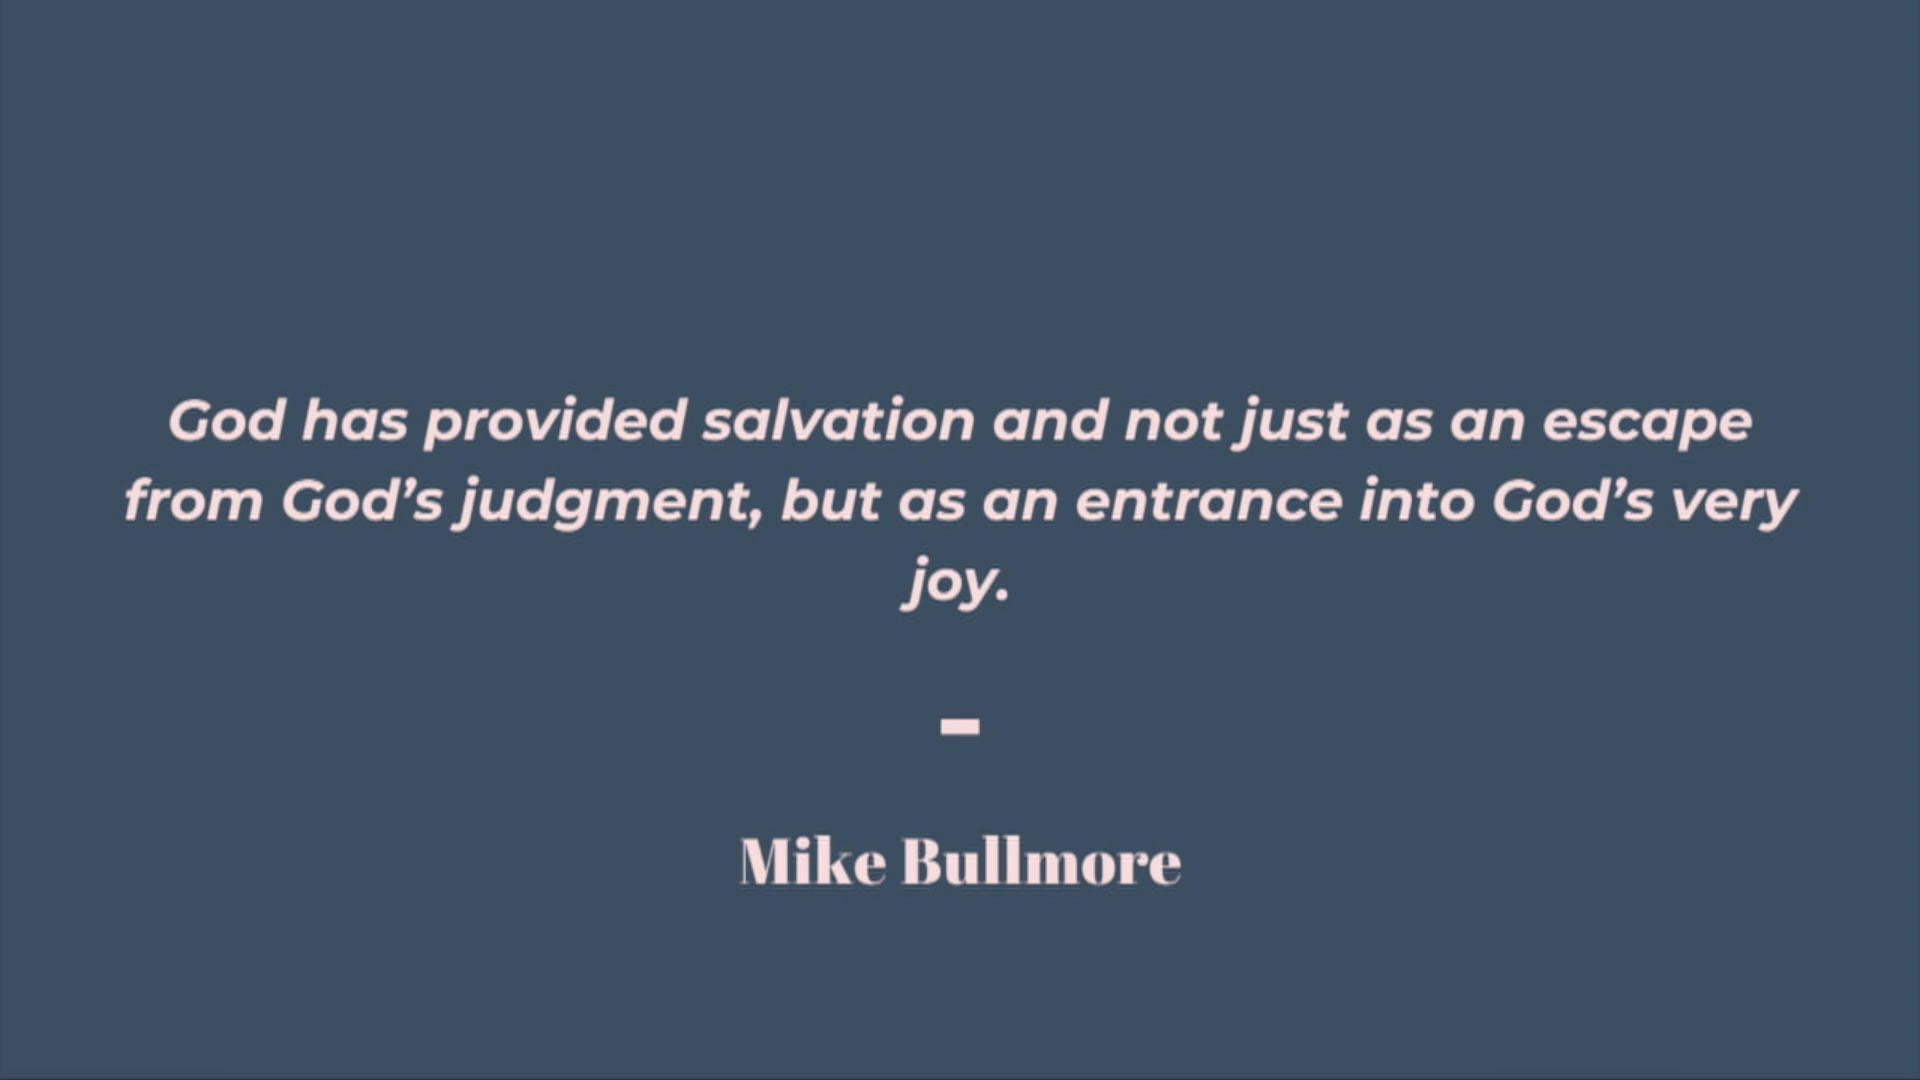 God has provided salvation and not just as an escape
from God’s judgment, but as an entrance into God’s very
joy.
–
Mike Bullmore